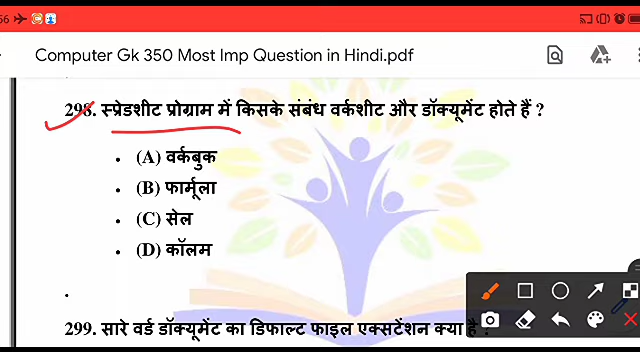 56
Computer Gk 350 Most Imp Question in Hindi.pdf
298. स्प्रेडशीट प्रोग्राम में किसके संबंध वर्कशीट और डॉक्यूमेंट होते हैं ?
• (A) वर्कबुक
• (B) फार्मूला
• (C) सेल
• (D) कॉलम
299. सारे वर्ड डॉक्यूमेंट का डिफाल्ट फाइल एक्सटेंशन क्या है ?